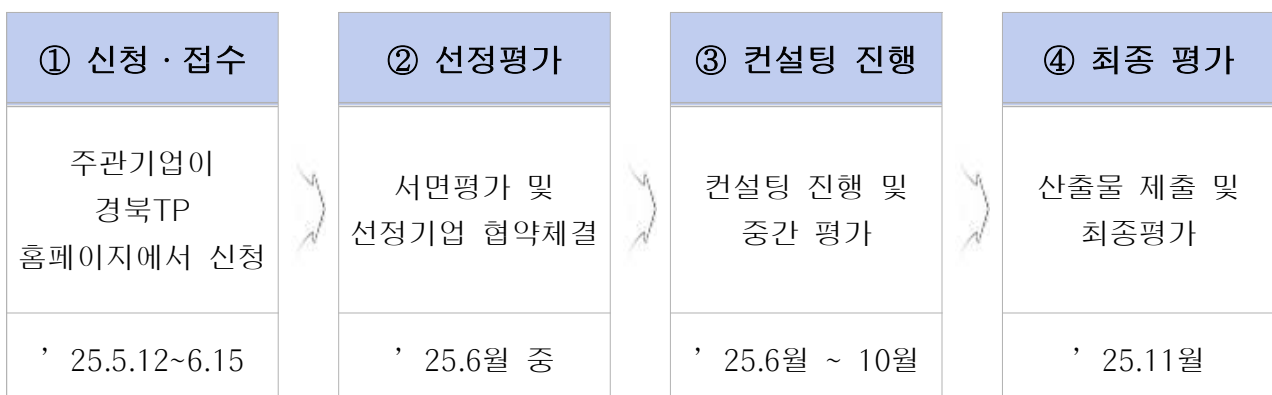 ① 신청 · 접수
주관기업이
경북TP
홈페이지에서 신청
’ 25.5.12~6.15
② 선정평가
서면평가 및
선정기업 협약체결
’ 25.6월 중
③ 컨설팅 진행
컨설팅 진행 및
중간 평가
’ 25.6월 ~ 10월
④ 최종 평가
산출물 제출 및
최종평가
’ 25.11월